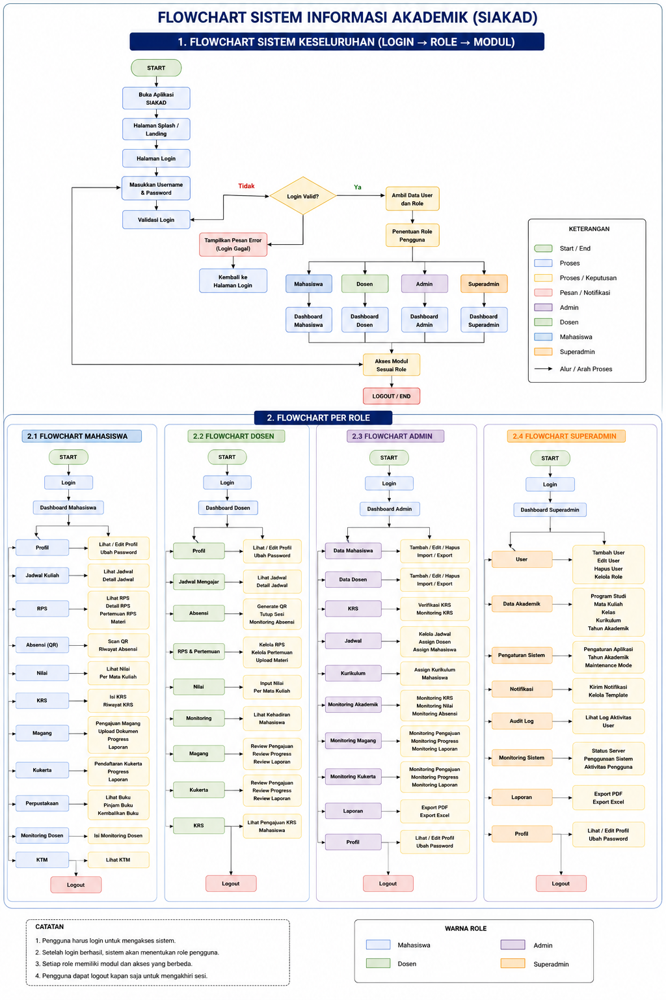 FLOWCHART SISTEM INFORMASI AKADEMIK (SIAKAD)
1. FLOWCHART SISTEM KESELURUHAN (LOGIN → ROLE → MODUL)
START
Buka Aplikasi
SIAKAD
Halaman Splash /
Landing
Halaman Login
Masukkan Username
& Password
Validasi Login
Tidak
Login Valid?
Ya
Ambil Data User
dan Role
Tampilkan Pesan Error
(Login Gagal)
Kembali ke
Halaman Login
Penentuan Role
Pengguna
Mahasiswa
Dosen
Admin
Superadmin
Dashboard
Mahasiswa
Dashboard
Dosen
Dashboard
Admin
Dashboard
Superadmin
Akses Modul
Sesuai Role
LOGOUT / END
KETERANGAN
Start / End
Proses
Proses / Keputusan
Pesan / Notifikasi
Admin
Dosen
Mahasiswa
Superadmin
Alur / Arah Proses
2. FLOWCHART PER ROLE
2.1 FLOWCHART MAHASISWA
START
Login
Dashboard Mahasiswa
Profil
Lihat / Edit Profil
Ubah Password
Jadwal Kuliah
Lihat Jadwal
Detail Jadwal
RPS
Lihat RPS
Detail RPS
Pertemuan RPS
Materi
Absensi (QR)
Scan QR
Riwayat Absensi
Nilai
Lihat Nilai
Per Mata Kuliah
KRS
Isi KRS
Riwayat KRS
Magang
Pengajuan Magang
Upload Dokumen
Progress
Laporan
Kukerta
Pendaftaran Kukerta
Progress
Laporan
Perpustakaan
Lihat Buku
Pinjam Buku
Kembalikan Buku
Monitoring Dosen
Isi Monitoring Dosen
KTM
Lihat KTM
Logout
2.2 FLOWCHART DOSEN
START
Login
Dashboard Dosen
Profil
Lihat / Edit Profil
Ubah Password
Jadwal Mengajar
Lihat Jadwal
Detail Jadwal
Absensi
Generate QR
Tutup Sesi
Monitoring Absensi
RPS & Pertemuan
Kelola RPS
Kelola Pertemuan
Upload Materi
Nilai
Input Nilai
Per Mata Kuliah
Monitoring
Lihat Kehadiran
Mahasiswa
Magang
Review Pengajuan
Review Progress
Review Laporan
Kukerta
Review Pengajuan
Review Progress
Review Laporan
KRS
Lihat Pengajuan KRS
Mahasiswa
Logout
2.3 FLOWCHART ADMIN
START
Login
Dashboard Admin
Data Mahasiswa
Tambah / Edit / Hapus
Import / Export
Data Dosen
Tambah / Edit / Hapus
Import / Export
KRS
Verifikasi KRS
Monitoring KRS
Jadwal
Kelola Jadwal
Assign Dosen
Assign Mahasiswa
Kurikulum
Assign Kurikulum
Mahasiswa
Monitoring Akademik
Monitoring KRS
Monitoring Nilai
Monitoring Absensi
Monitoring Magang
Monitoring Pengajuan
Monitoring Progress
Monitoring Laporan
Monitoring Kukerta
Monitoring Pengajuan
Monitoring Progress
Monitoring Laporan
Laporan
Export PDF
Export Excel
Profil
Lihat / Edit Profil
Ubah Password
Logout
2.4 FLOWCHART SUPERADMIN
START
Login
Dashboard Superadmin
User
Tambah User
Edit User
Hapus User
Kelola Role
Data Akademik
Program Studi
Mata Kuliah
Kelas
Kurikulum
Tahun Akademik
Pengaturan Sistem
Pengaturan Aplikasi
Tahun Akademik
Maintenance Mode
Notifikasi
Kirim Notifikasi
Kelola Template
Audit Log
Lihat Log Aktivitas
User
Monitoring Sistem
Status Server
Penggunaan Sistem
Aktivitas Pengguna
Laporan
Export PDF
Export Excel
Profil
Lihat / Edit Profil
Ubah Password
Logout
CATATAN
1. Pengguna harus login untuk mengakses sistem.
2. Setelah login berhasil, sistem akan menentukan role pengguna.
3. Setiap role memiliki modul dan akses yang berbeda.
4. Pengguna dapat logout kapan saja untuk mengakhiri sesi.
WARNA ROLE
Mahasiswa
Admin
Dosen
Superadmin